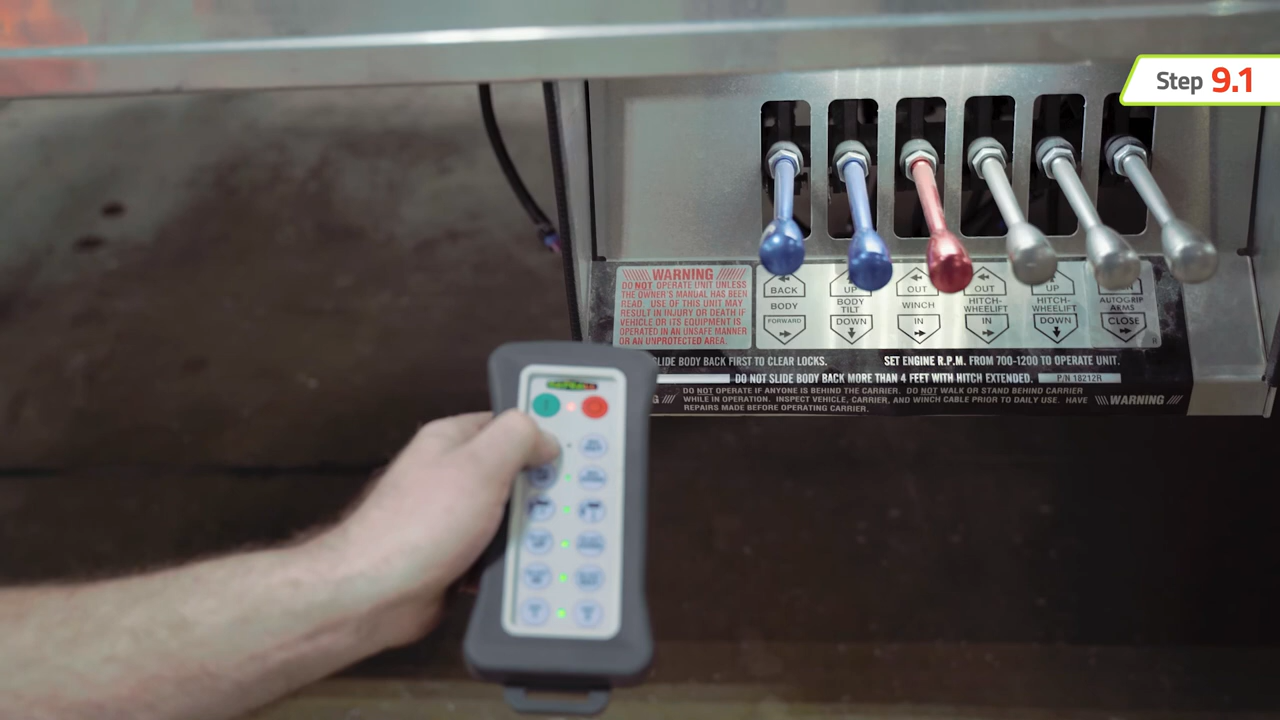 Step 9.1
WARNING
DO NOT OPERATE UNIT UNLESS
THE OWNER'S MANUAL HAS BEEN
READ. USE OF THIS UNIT MAY
RESULT IN INJURY OR DEATH IF
VEHICLE OR ITS EQUIPMENT IS
OPERATED IN AN UNSAFE MANNER
OR AN UNPROTECTED AREA.
BACK
BODY
FORWARD
UP
BODY
TILT
DOWN
OUT
WINCH
IN
OUT
HITCH-
WHEELIFT
IN
UP
HITCH-
WHEELIFT
DOWN
AUTOGRIP
ARMS
CLOSE
SLIDE BODY BACK FIRST TO CLEAR LOCKS.
SET ENGINE R.P.M. FROM 700-1200 TO OPERATE UNIT.
DO NOT SLIDE BODY BACK MORE THAN 4 FEET WITH HITCH EXTENDED.
P/N 18212R
DO NOT OPERATE IF ANYONE IS BEHIND THE CARRIER. DO NOT WALK OR STAND BEHIND CARRIER
WHILE IN OPERATION. INSPECT VEHICLE, CARRIER, AND WINCH CABLE PRIOR TO DAILY USE. HAVE
REPAIRS MADE BEFORE OPERATING CARRIER.
WARNING